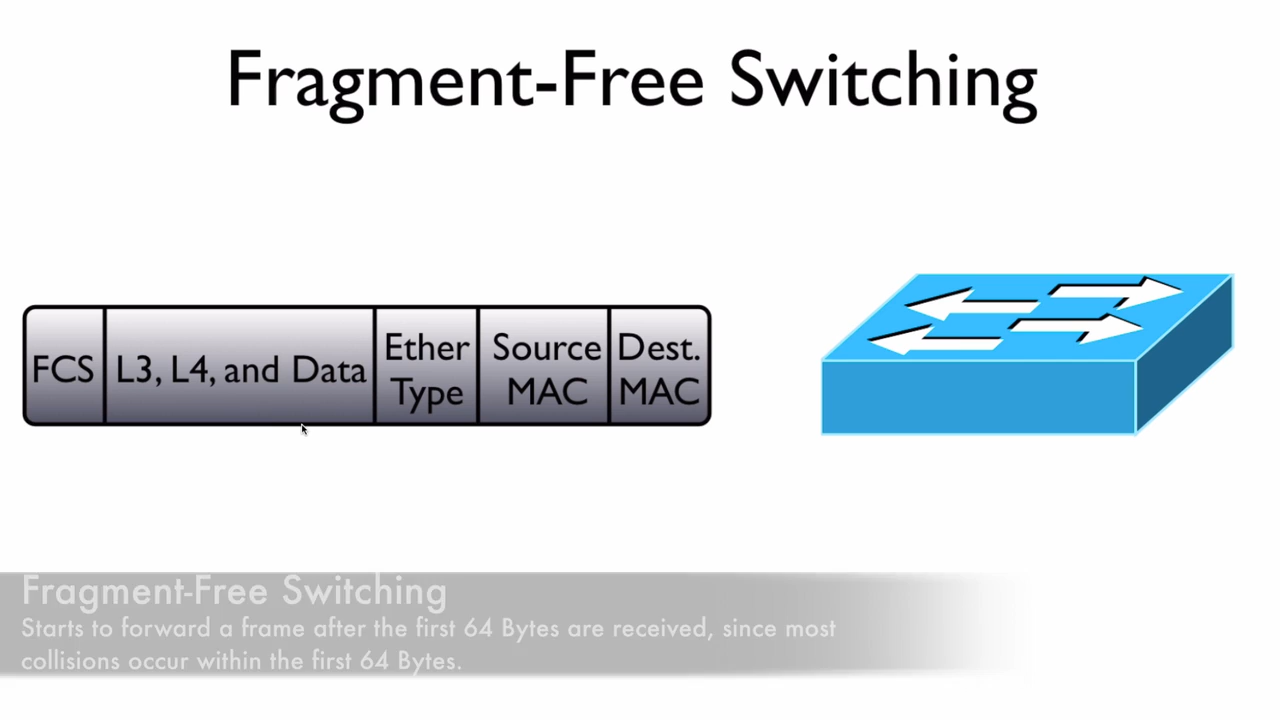 Fragment-Free Switching
FCS
L3, L4, and Data
Ether
Type
Source
MAC
Dest.
MAC
Fragment-Free Switching
Starts to forward a frame after the first 64 Bytes are received, since most
collisions occur within the first 64 Bytes.